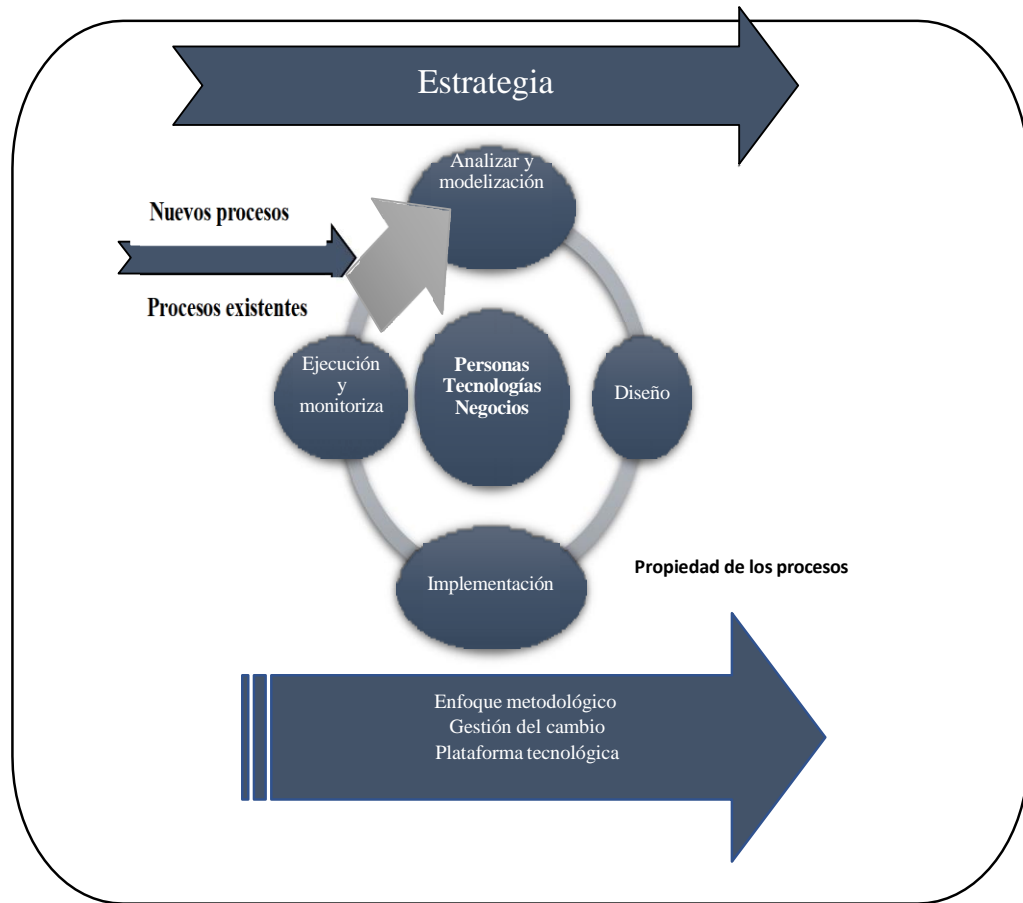 Estrategia
Analizar y
modelización
Nuevos procesos
Procesos existentes
Ejecución
y
monitoriza
Personas
Tecnologías
Negocios
Diseño
Implementación
Propiedad de los procesos
Enfoque metodológico
Gestión del cambio
Plataforma tecnológica